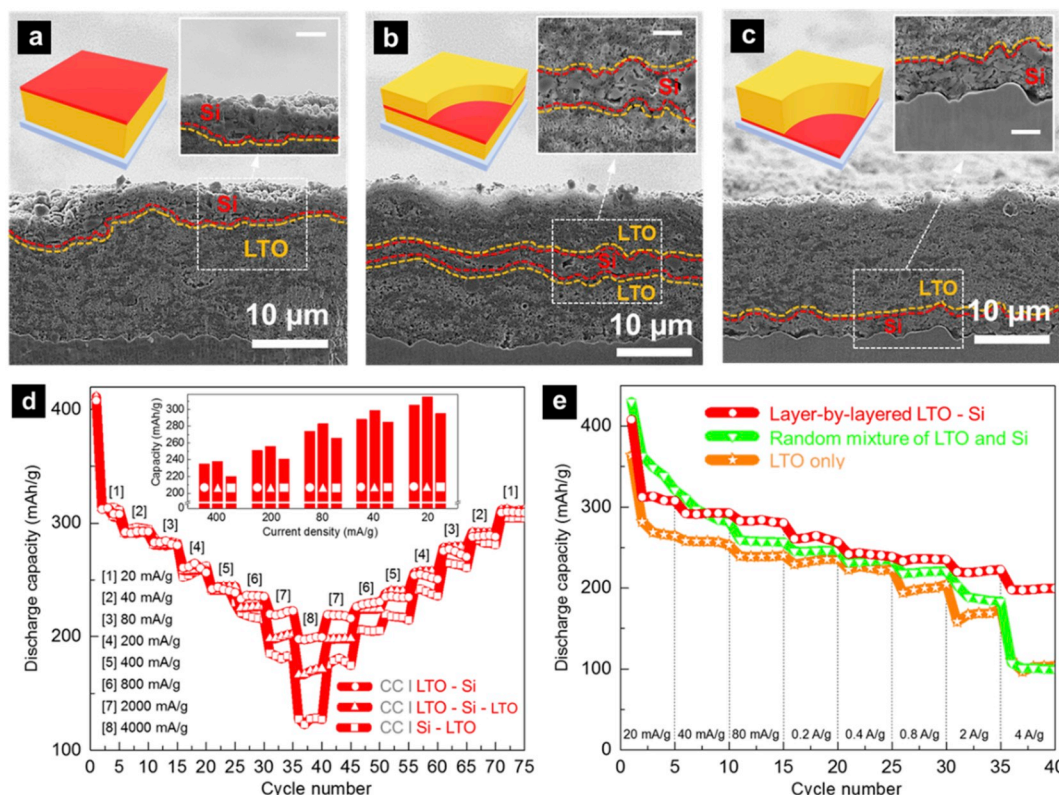 a
Si
Si
LTO
10 µm
b
Si
LTO
Si
LTO
10 µm
c
Si
LTO
Si
10 µm
d
400
300
200
100
Discharge capacity (mAh/g)
0 5 10 15 20 25 30 35 40 45 50 55 60 65 70 75
Cycle number
[1]
[2]
[3]
[4]
[5]
[6]
[7]
[8]
[7]
[6]
[5]
[4]
[3]
[2]
[1]
[1] 20 mA/g
[2] 40 mA/g
[3] 80 mA/g
[4] 200 mA/g
[5] 400 mA/g
[6] 800 mA/g
[7] 2000 mA/g
[8] 4000 mA/g
Capacity (mAh/g)
300
280
260
240
220
200
0
400 200 80 40 20
Current density (mA/g)
CC | LTO - Si
CC | LTO - Si - LTO
CC | Si - LTO
e
400
300
200
100
0
Discharge capacity (mAh/g)
Layer-by-layered LTO - Si
Random mixture of LTO and Si
LTO only
20 mA/g 40 mA/g 80 mA/g 0.2 A/g 0.4 A/g 0.8 A/g 2 A/g 4 A/g
0 5 10 15 20 25 30 35 40
Cycle number